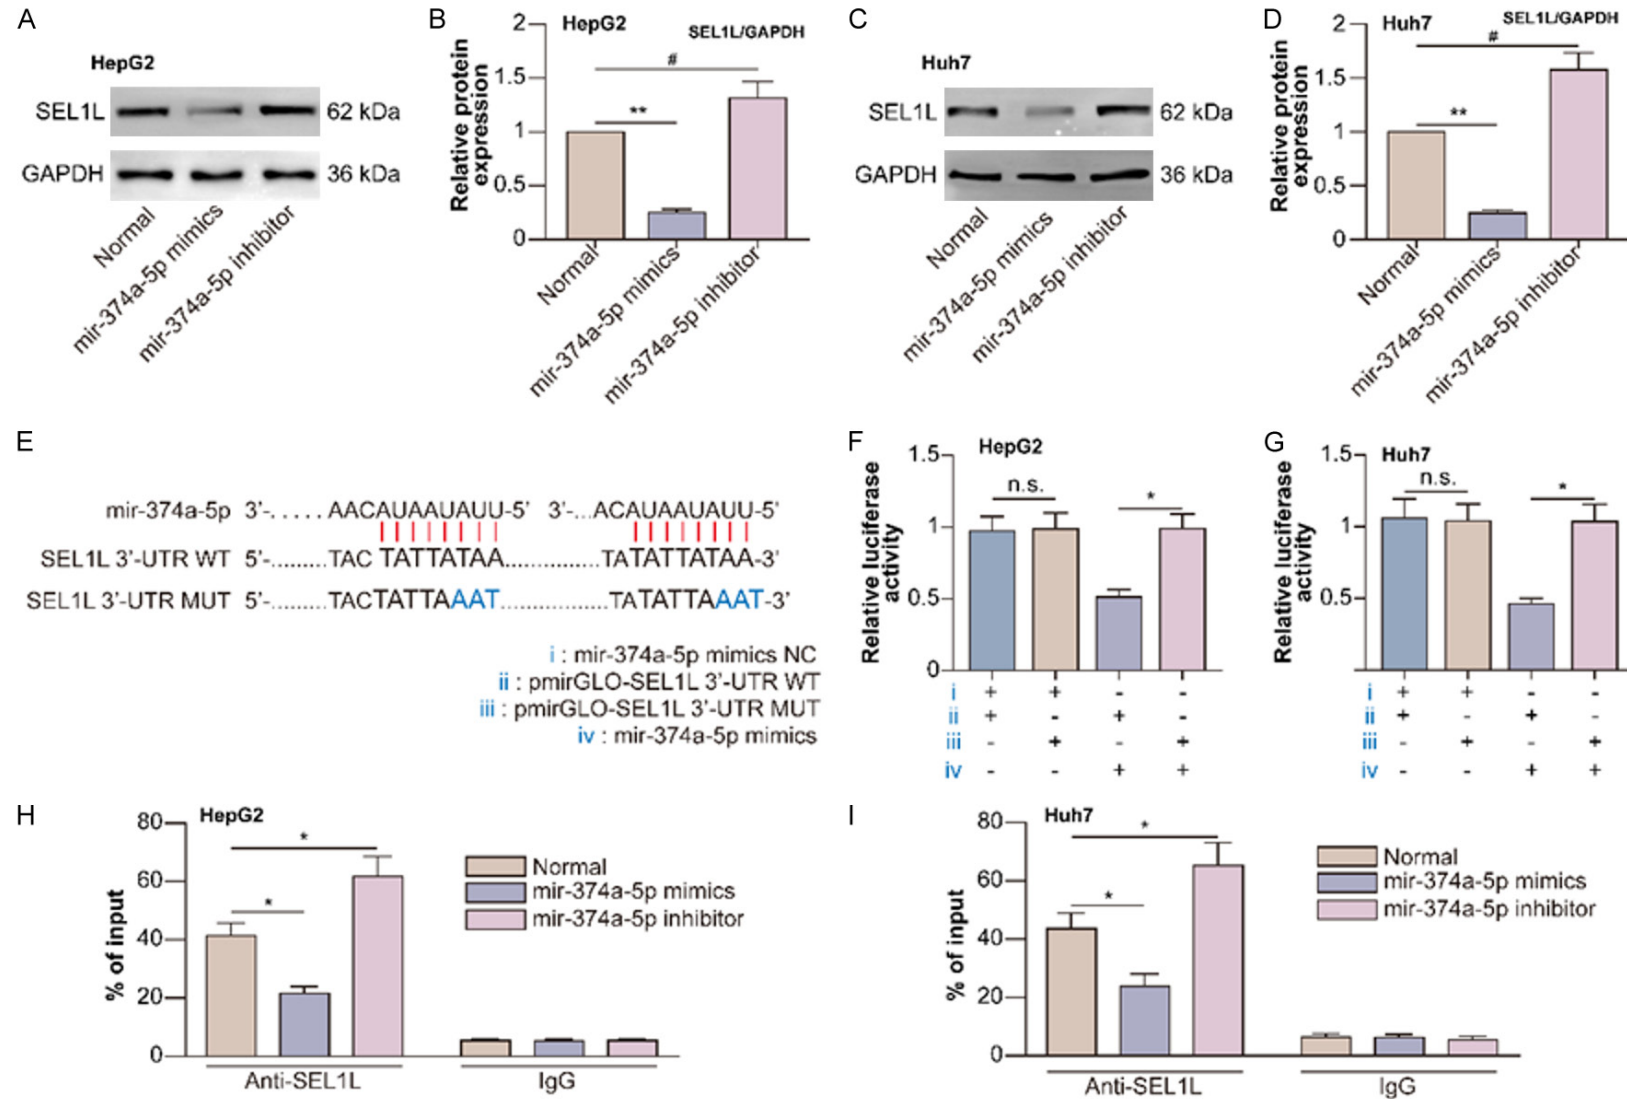 A
HepG2
SEL1L
62 kDa
GAPDH
36 kDa
Normal
mir-374a-5p mimics
mir-374a-5p inhibitor
B
HepG2
SEL1L/GAPDH
Relative protein
expression
2
1.5
1
0.5
0
#
**
Normal
mir-374a-5p mimics
mir-374a-5p inhibitor
C
Huh7
SEL1L
62 kDa
GAPDH
36 kDa
Normal
mir-374a-5p mimics
mir-374a-5p inhibitor
D
Huh7
SEL1L/GAPDH
Relative protein
expression
2
1.5
1
0.5
0
#
**
Normal
mir-374a-5p mimics
mir-374a-5p inhibitor
E
mir-374a-5p 3'-.....AACAUAAUAUU-5' 3'-...ACAUAAUAUU-5'
SEL1L 3'-UTR WT 5'-.........TAC TATTATAA...............TATATTATAA-3'
SEL1L 3'-UTR MUT 5'-.........TACTATTAAAT...............TATATTAAAT-3'
i : mir-374a-5p mimics NC
ii : pmirGLO-SEL1L 3'-UTR WT
iii : pmirGLO-SEL1L 3'-UTR MUT
iv : mir-374a-5p mimics
F
HepG2
Relative luciferase
activity
1.5
1
0.5
0
n.s.
*
i + + - -
ii + - + -
iii - + - +
iv - - + +
G
Huh7
Relative luciferase
activity
1.5
1
0.5
n.s.
*
i + + - -
ii + - + -
iii - + - +
iv - - + +
H
HepG2
% of input
80
60
40
20
0
*
*
Normal
mir-374a-5p mimics
mir-374a-5p inhibitor
Anti-SEL1L
IgG
I
Huh7
% of input
80
60
40
20
0
*
*
Normal
mir-374a-5p mimics
mir-374a-5p inhibitor
Anti-SEL1L
IgG